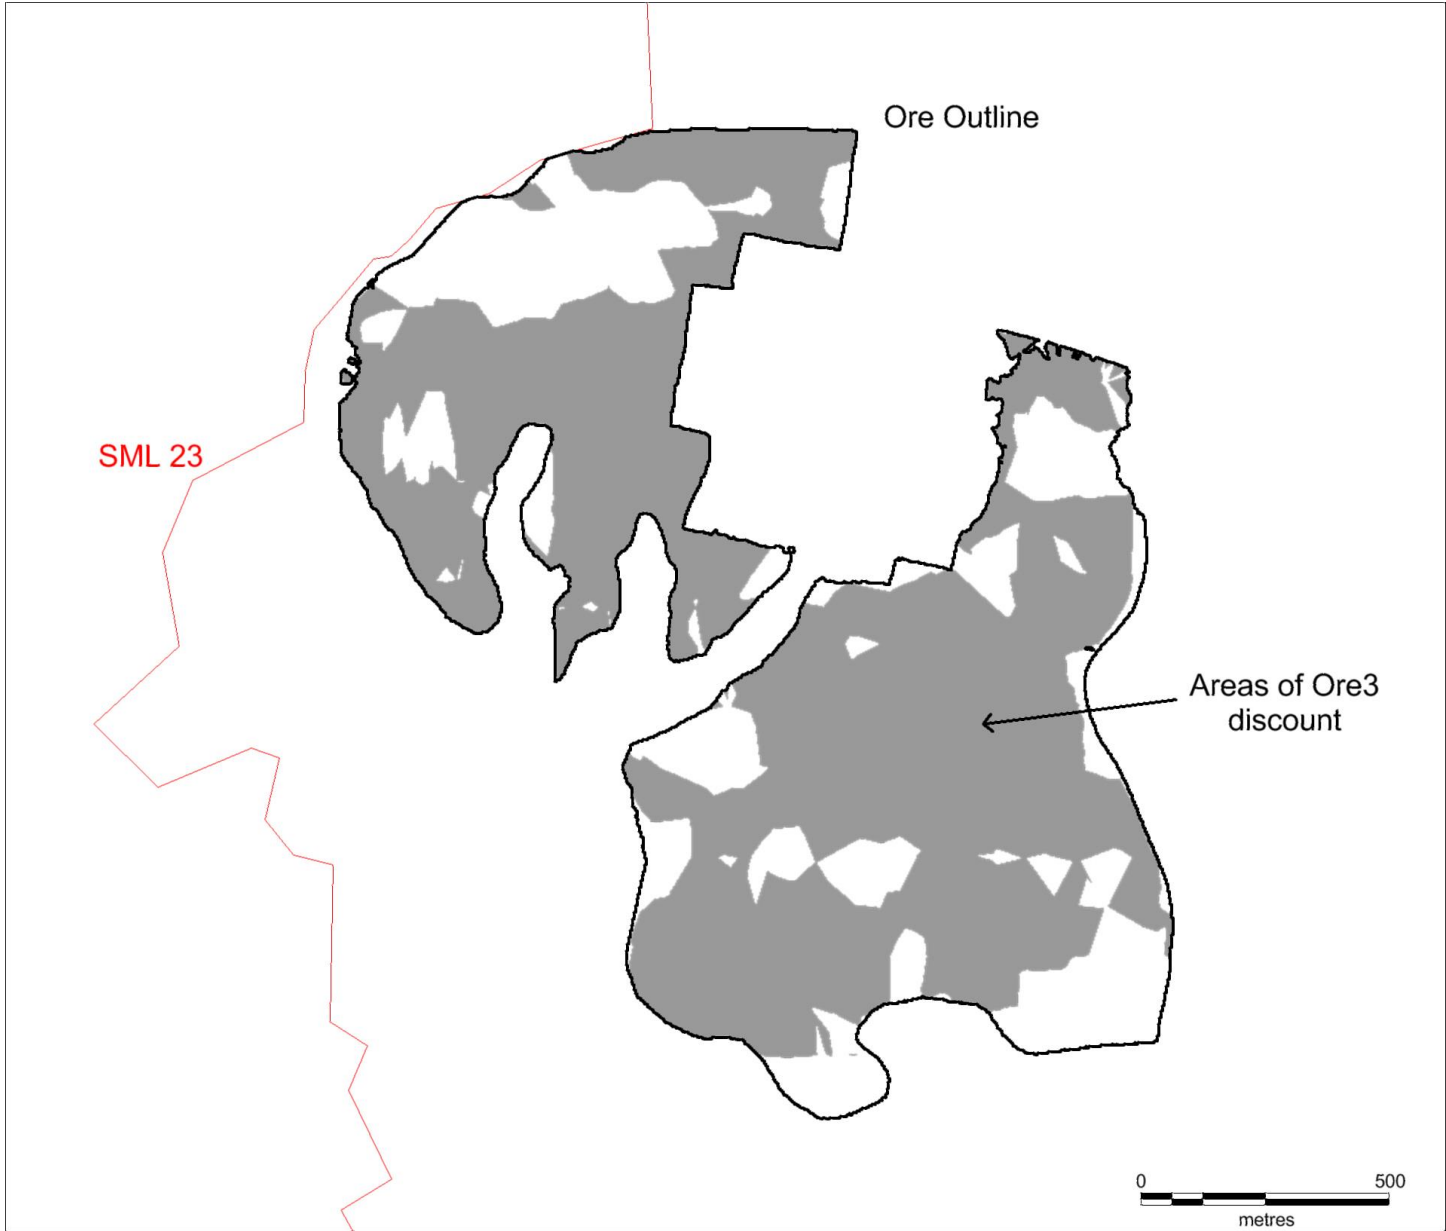 Ore Outline
SML 23
Areas of Ore3
discount
0 500
metres